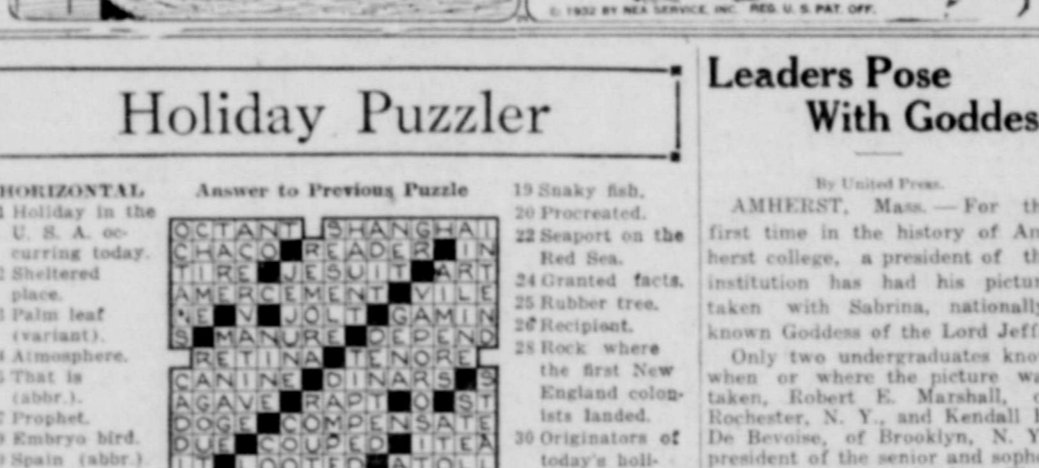 © 1932 BY NEA SERVICE, INC. REG. U. S. PAT. OFF.
Holiday Puzzler
HORIZONTAL
1 Holiday in the
U. S. A. oc-
curring today.
Sheltered
place.
Palm leaf
(variant).
Atmosphere.
That is
(abbr.).
Prophet.
Embryo bird.
Spain (abbr.).
Answer to Previous Puzzle
OCTANT SHANGHAI
CHACO READER IN
TIRE JESUIT ART
AMERCEMENT VILE
NE V JOLT GAMIN
S MANURE DEPEND
RETINA TENORE
CANINE DINARS S
AGAVE RAPT O ST
DOGE COMPENSATE
DUE COUPED ITEA
IT LOOTED ATOLL
19 Snaky fish.
20 Procreated.
22 Seaport on the
Red Sea.
24 Granted facts.
25 Rubber tree.
26 Recipient.
28 Rock where
the first New
England colon-
ists landed.
30 Originators of
today's holi-
Leaders Pose
With Goddes
By United Press.
AMHERST, Mass. — For th
first time in the history of Am
herst college, a president of th
institution has had his pictur
taken with Sabrina, nationally
known Goddess of the Lord Jeff
Only two undergraduates kno
when or where the picture wa
taken, Robert E. Marshall, o
Rochester, N. Y., and Kendall
De Bevoise, of Brooklyn, N. Y
president of the senior and soph